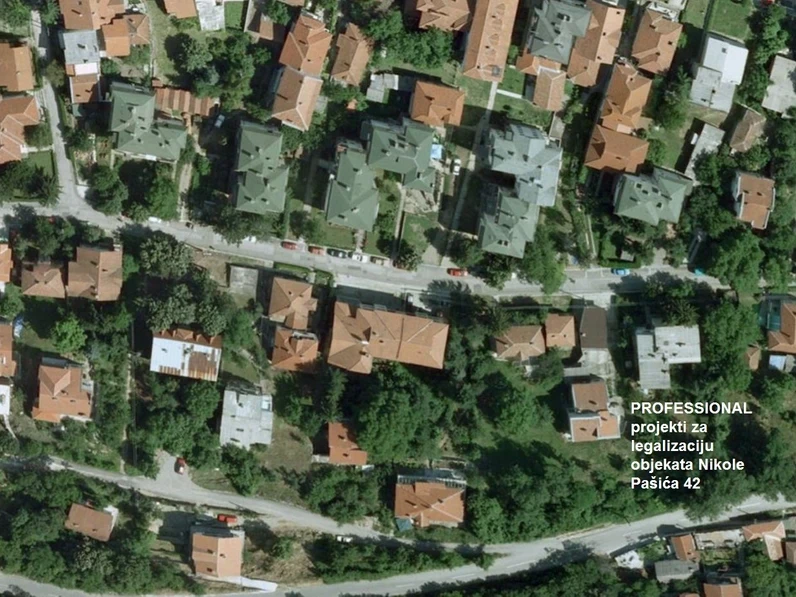 PROFESSIONAL
projekti za
legalizaciju
objekata Nikole
Pašića 42